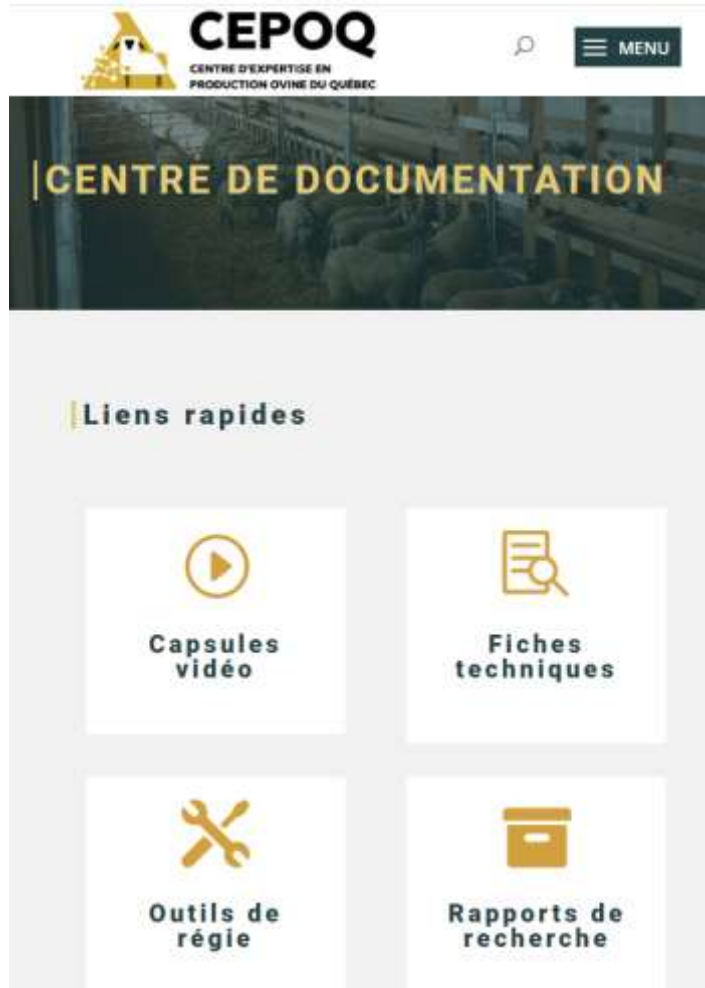 CEPOQ
CENTRE D'EXPERTISE EN
PRODUCTION OVINE DU QUÉBEC
MENU
CENTRE DE DOCUMENTATION
Liens rapides
Capsules
vidéo
Fiches
techniques
Outils de
régie
Rapports de
recherche